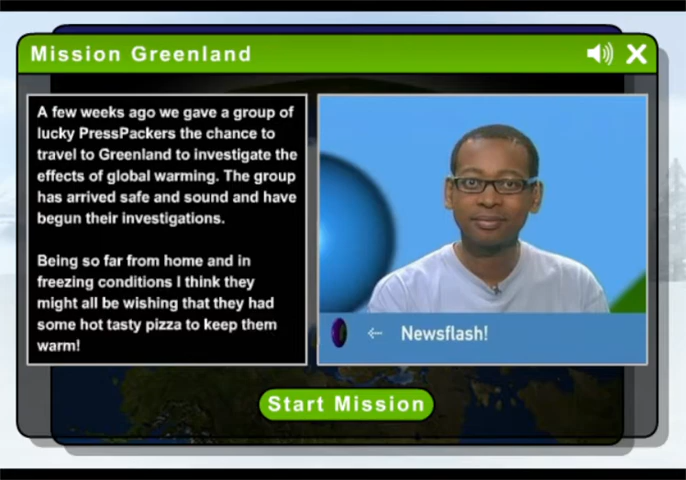 Mission Greenland
A few weeks ago we gave a group of
lucky PressPackers the chance to
travel to Greenland to investigate the
effects of global warming. The group
has arrived safe and sound and have
begun their investigations.
Being so far from home and in
freezing conditions I think they
might all be wishing that they had
some hot tasty pizza to keep them
warm!
← Newsflash!
Start Mission